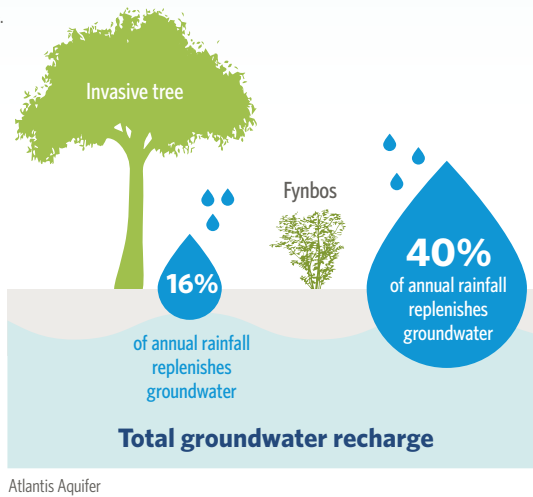 Invasive tree
16%
of annual rainfall
replenishes
groundwater
Fynbos
40%
of annual rainfall
replenishes
groundwater
Total groundwater recharge
Atlantis Aquifer